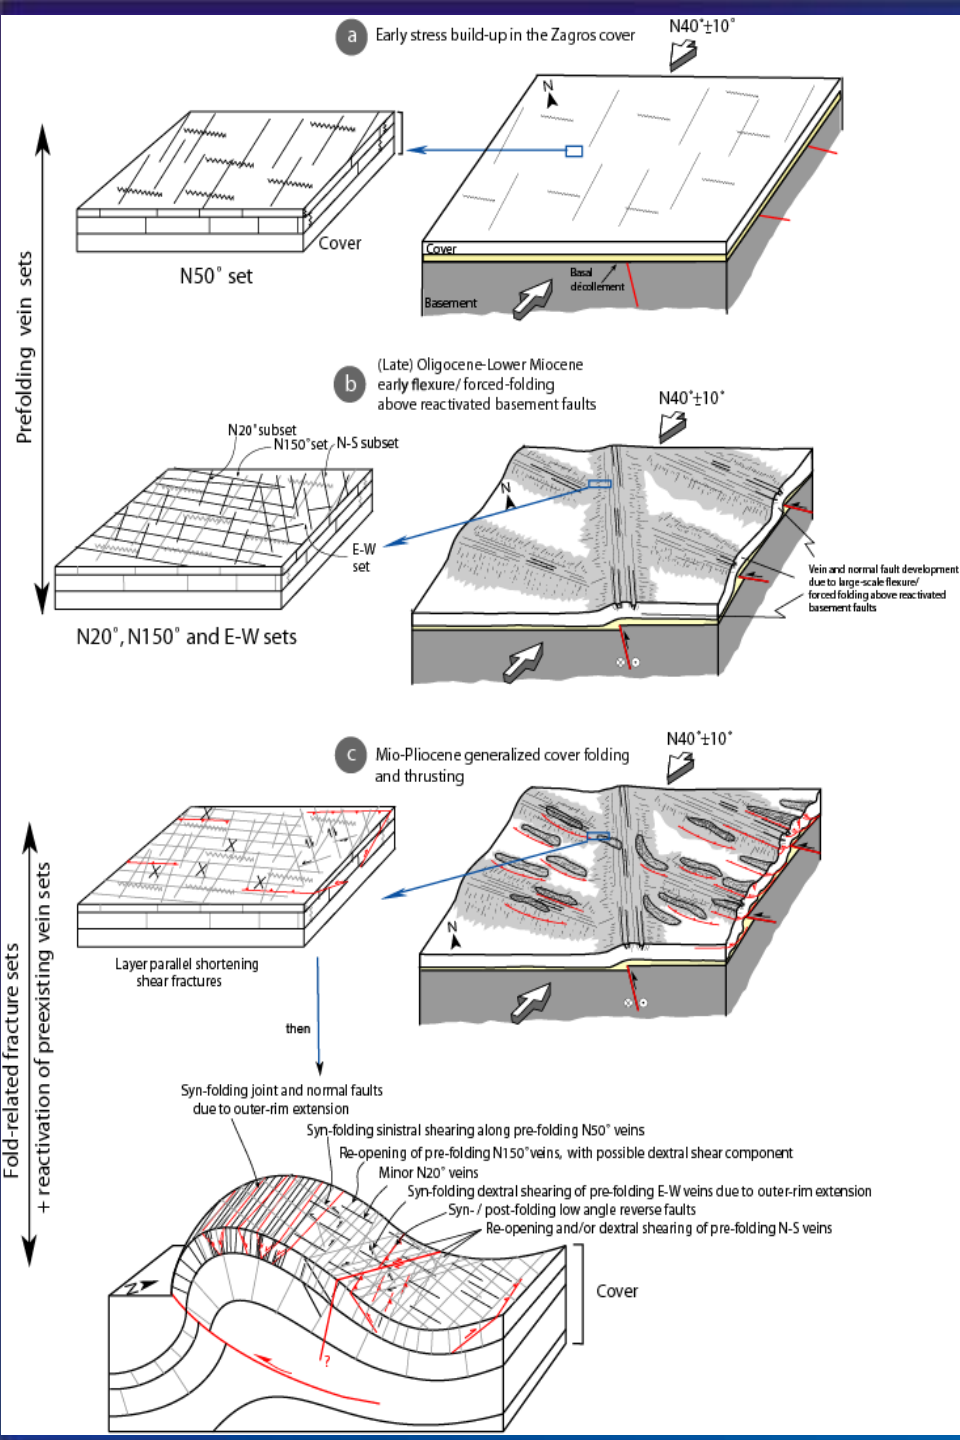 a
Early stress build-up in the Zagros cover
N40°±10°
N
Cover
N50° set
Cover
Basal
décollement
Basement
Prefolding vein sets
b
(Late) Oligocene-Lower Miocene
early flexure/ forced-folding
above reactivated basement faults
N40°±10°
N20° subset
N150° set
N-S subset
N
E-W
set
Vein and normal fault development
due to large-scale flexure/
forced folding above reactivated
basement faults
N20°, N150° and E-W sets
c
Mio-Pliocene generalized cover folding
and thrusting
N40°±10°
X
X
X
X
N
Layer parallel shortening
shear fractures
then
Fold-related fracture sets
+ reactivation of preexisting vein sets
Syn-folding joint and normal faults
due to outer-rim extension
Syn-folding sinistral shearing along pre-folding N50° veins
Re-opening of pre-folding N150° veins, with possible dextral shear component
Minor N20° veins
Syn-folding dextral shearing of pre-folding E-W veins due to outer-rim extension
Syn- / post-folding low angle reverse faults
Re-opening and/or dextral shearing of pre-folding N-S veins
N
Cover
?